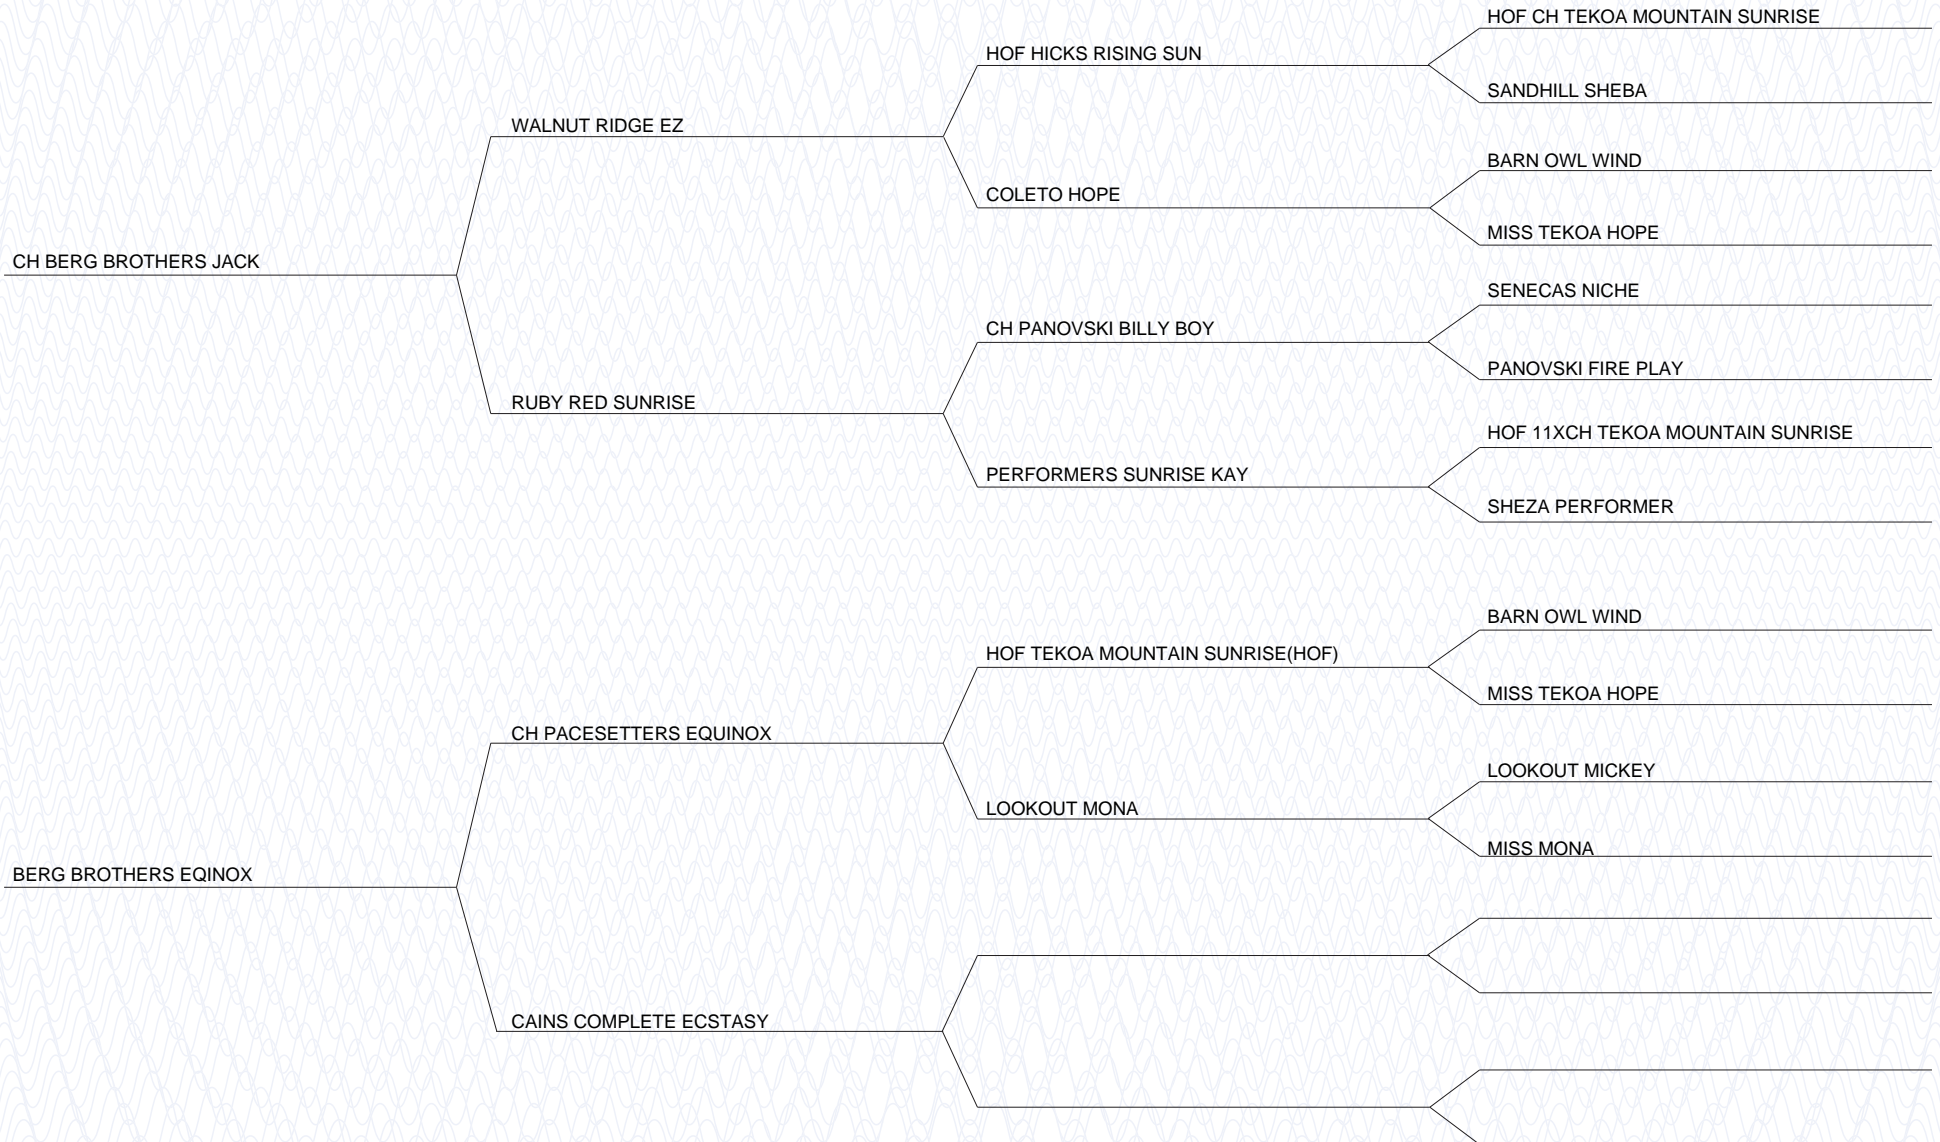 HOF CH TEKOA MOUNTAIN SUNRISE
HOF HICKS RISING SUN
SANDHILL SHEBA
WALNUT RIDGE EZ
BARN OWL WIND
COLETO HOPE
MISS TEKOA HOPE
CH BERG BROTHERS JACK
SENECAS NICHE
CH PANOVSKI BILLY BOY
PANOVSKI FIRE PLAY
RUBY RED SUNRISE
HOF 11XCH TEKOA MOUNTAIN SUNRISE
PERFORMERS SUNRISE KAY
SHEZA PERFORMER
BARN OWL WIND
HOF TEKOA MOUNTAIN SUNRISE(HOF)
MISS TEKOA HOPE
CH PACESETTERS EQUINOX
LOOKOUT MICKEY
LOOKOUT MONA
MISS MONA
BERG BROTHERS EQINOX
CAINS COMPLETE ECSTASY